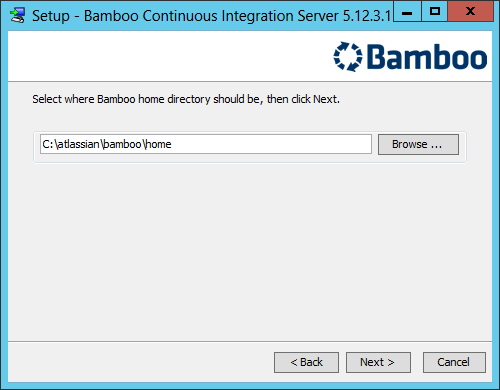 Setup - Bamboo Continuous Integration Server 5.12.3.1
Bamboo
Select where Bamboo home directory should be, then click Next.
C:\atlassian\bamboo\home
Browse ...
< Back
Next >
Cancel